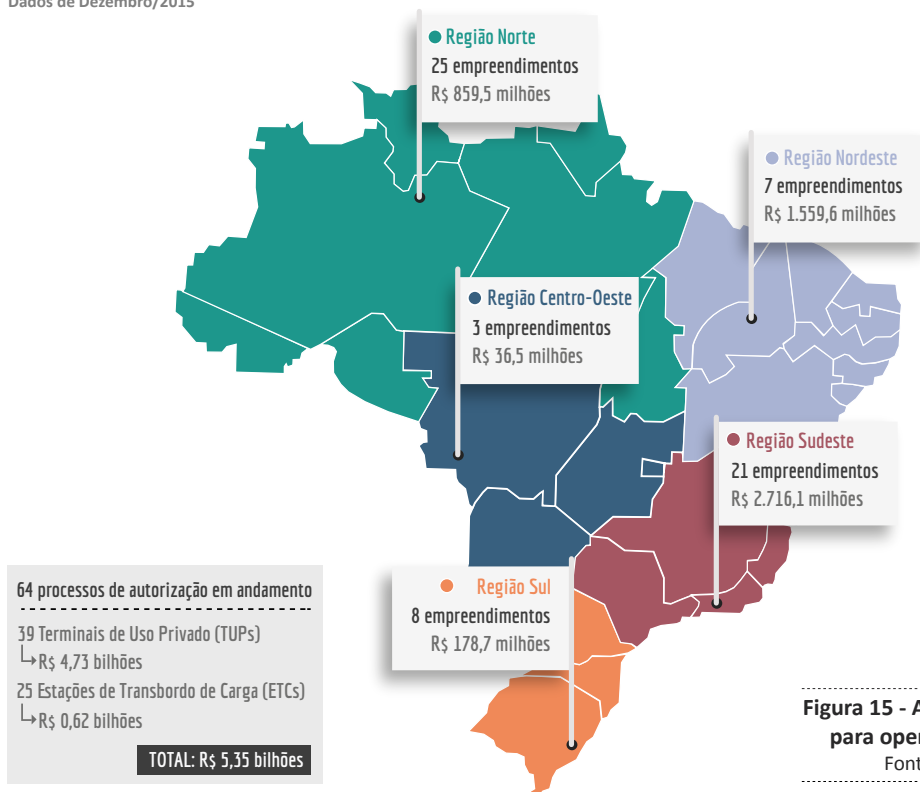 Dados de Dezembro/2015
Região Norte
25 empreendimentos
R$ 859,5 milhões
Região Nordeste
7 empreendimentos
R$ 1.559,6 milhões
Região Centro-Oeste
3 empreendimentos
R$ 36,5 milhões
Região Sudeste
21 empreendimentos
R$ 2.716,1 milhões
Região Sul
8 empreendimentos
R$ 178,7 milhões
64 processos de autorização em andamento
39 Terminais de Uso Privado (TUPs)
R$ 4,73 bilhões
25 Estações de Transbordo de Carga (ETCs)
R$ 0,62 bilhões
TOTAL: R$ 5,35 bilhões
Figura 15 - A
para oper
Font